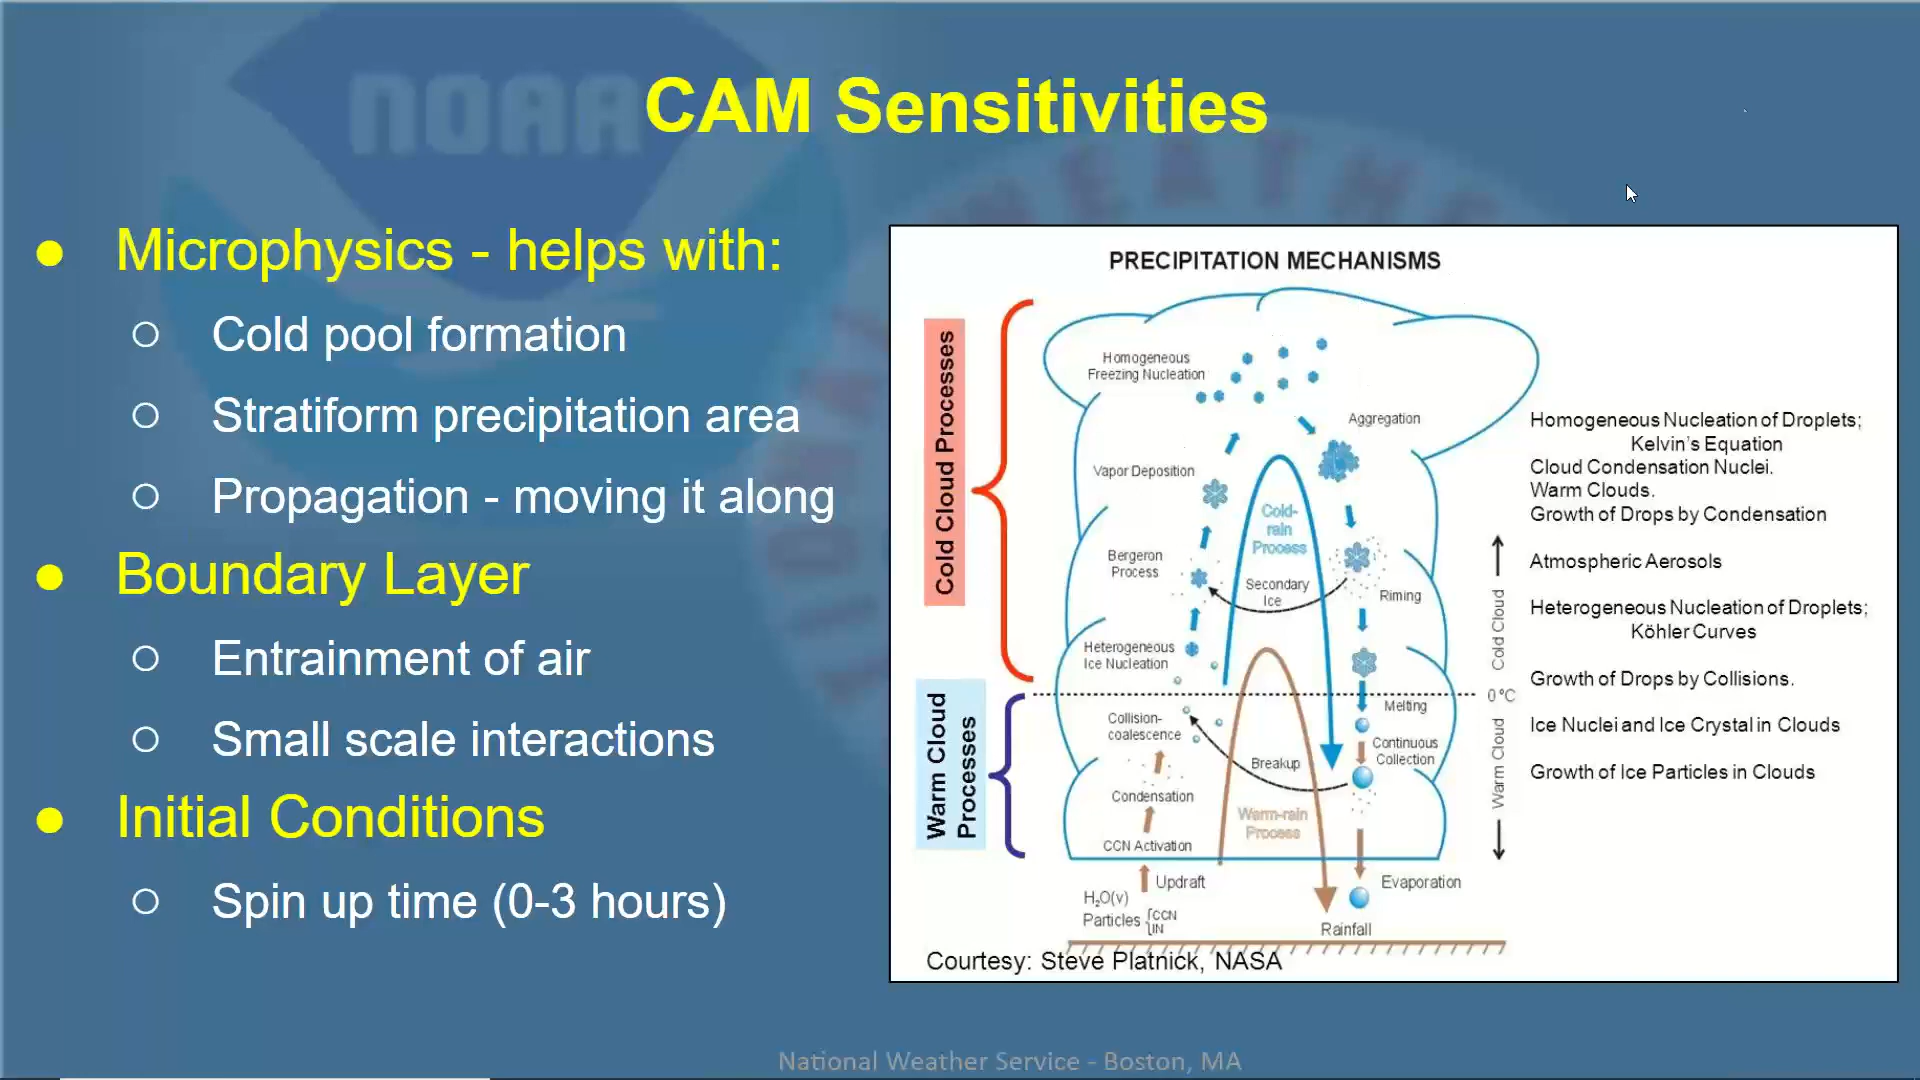 NOAA
CAM Sensitivities
● Microphysics - helps with:
○ Cold pool formation
○ Stratiform precipitation area
○ Propagation - moving it along
● Boundary Layer
○ Entrainment of air
○ Small scale interactions
● Initial Conditions
○ Spin up time (0-3 hours)
PRECIPITATION MECHANISMS
Cold Cloud Processes
Warm Cloud
Processes
Homogeneous
Freezing Nucleation
Aggregation
Vapor Deposition
Cold-
rain
Process
Bergeron
Process
Secondary
Ice
Riming
Heterogeneous
Ice Nucleation
Melting
Collision-
coalescence
Continuous
Collection
Breakup
Condensation
Warm-rain
Process
CCN Activation
Updraft
Evaporation
H₂O(v)
Particles {CCN
IN
Rainfall
Cold Cloud
0 °C
Warm Cloud
Homogeneous Nucleation of Droplets;
Kelvin's Equation
Cloud Condensation Nuclei.
Warm Clouds.
Growth of Drops by Condensation
Atmospheric Aerosols
Heterogeneous Nucleation of Droplets;
Köhler Curves
Growth of Drops by Collisions.
Ice Nuclei and Ice Crystal in Clouds
Growth of Ice Particles in Clouds
Courtesy: Steve Platnick, NASA
National Weather Service - Boston, MA